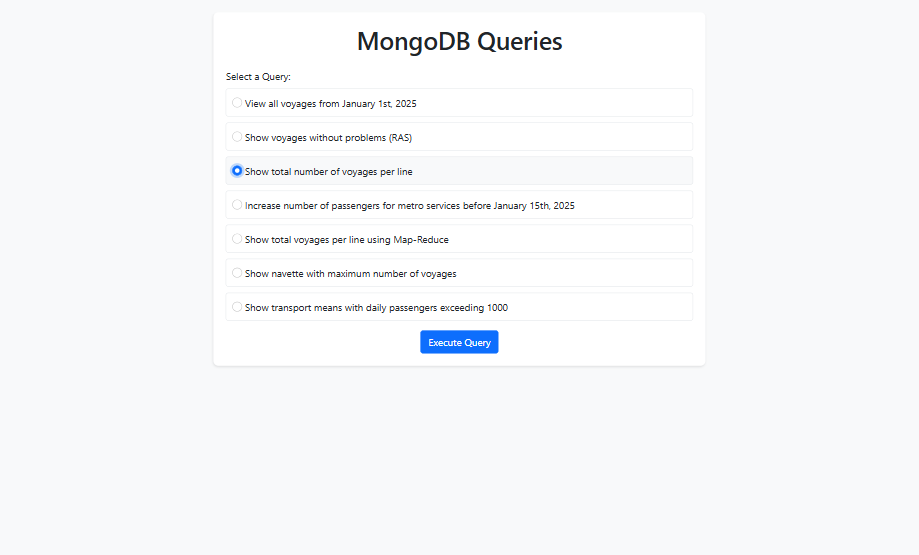 MongoDB Queries
Select a Query:
View all voyages from January 1st, 2025
Show voyages without problems (RAS)
Show total number of voyages per line
Increase number of passengers for metro services before January 15th, 2025
Show total voyages per line using Map-Reduce
Show navette with maximum number of voyages
Show transport means with daily passengers exceeding 1000
Execute Query